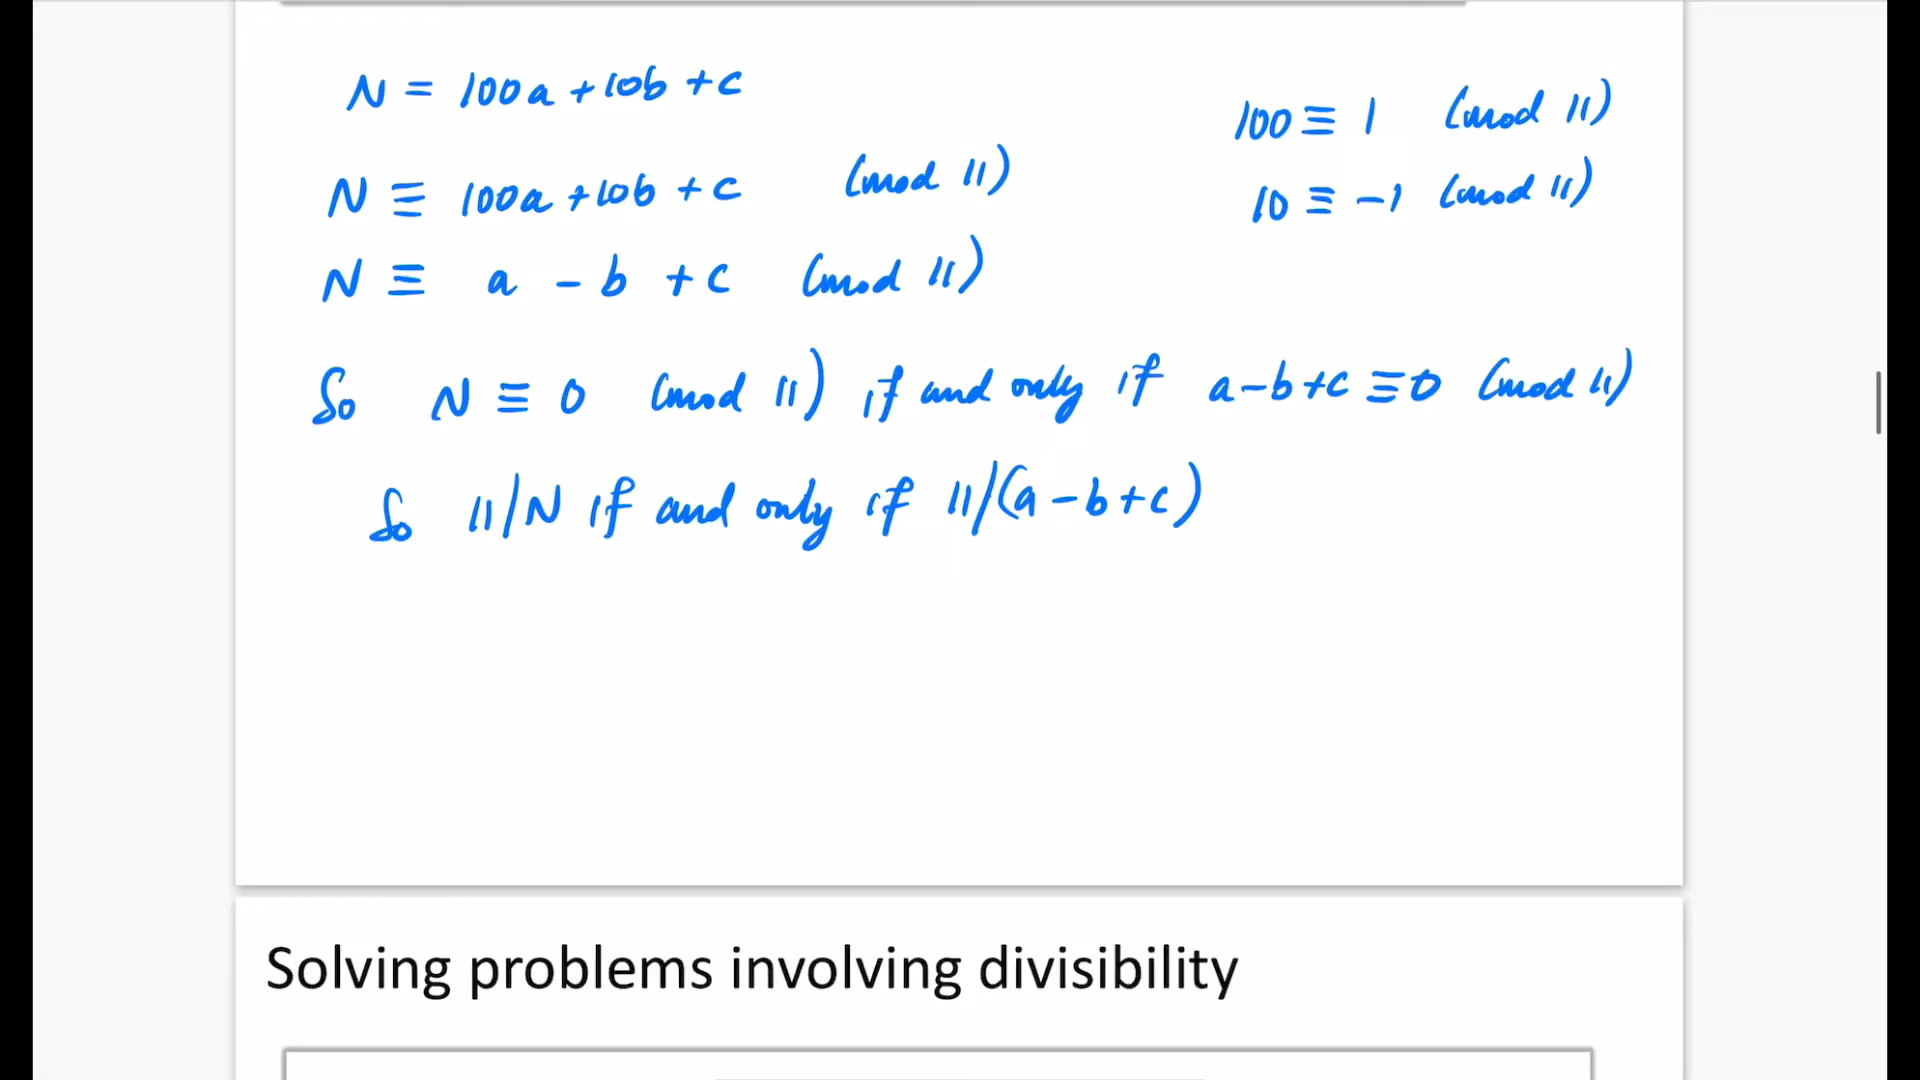 N = 100a + 10b + c
100 ≡ 1 (mod 11)
N ≡ 100a + 10b + c (mod 11)
10 ≡ -1 (mod 11)
N ≡ a - b + c (mod 11)
So N ≡ 0 (mod 11) if and only if a-b+c ≡ 0 (mod 11)
So 11/N if and only if 11/(a-b+c)
Solving problems involving divisibility